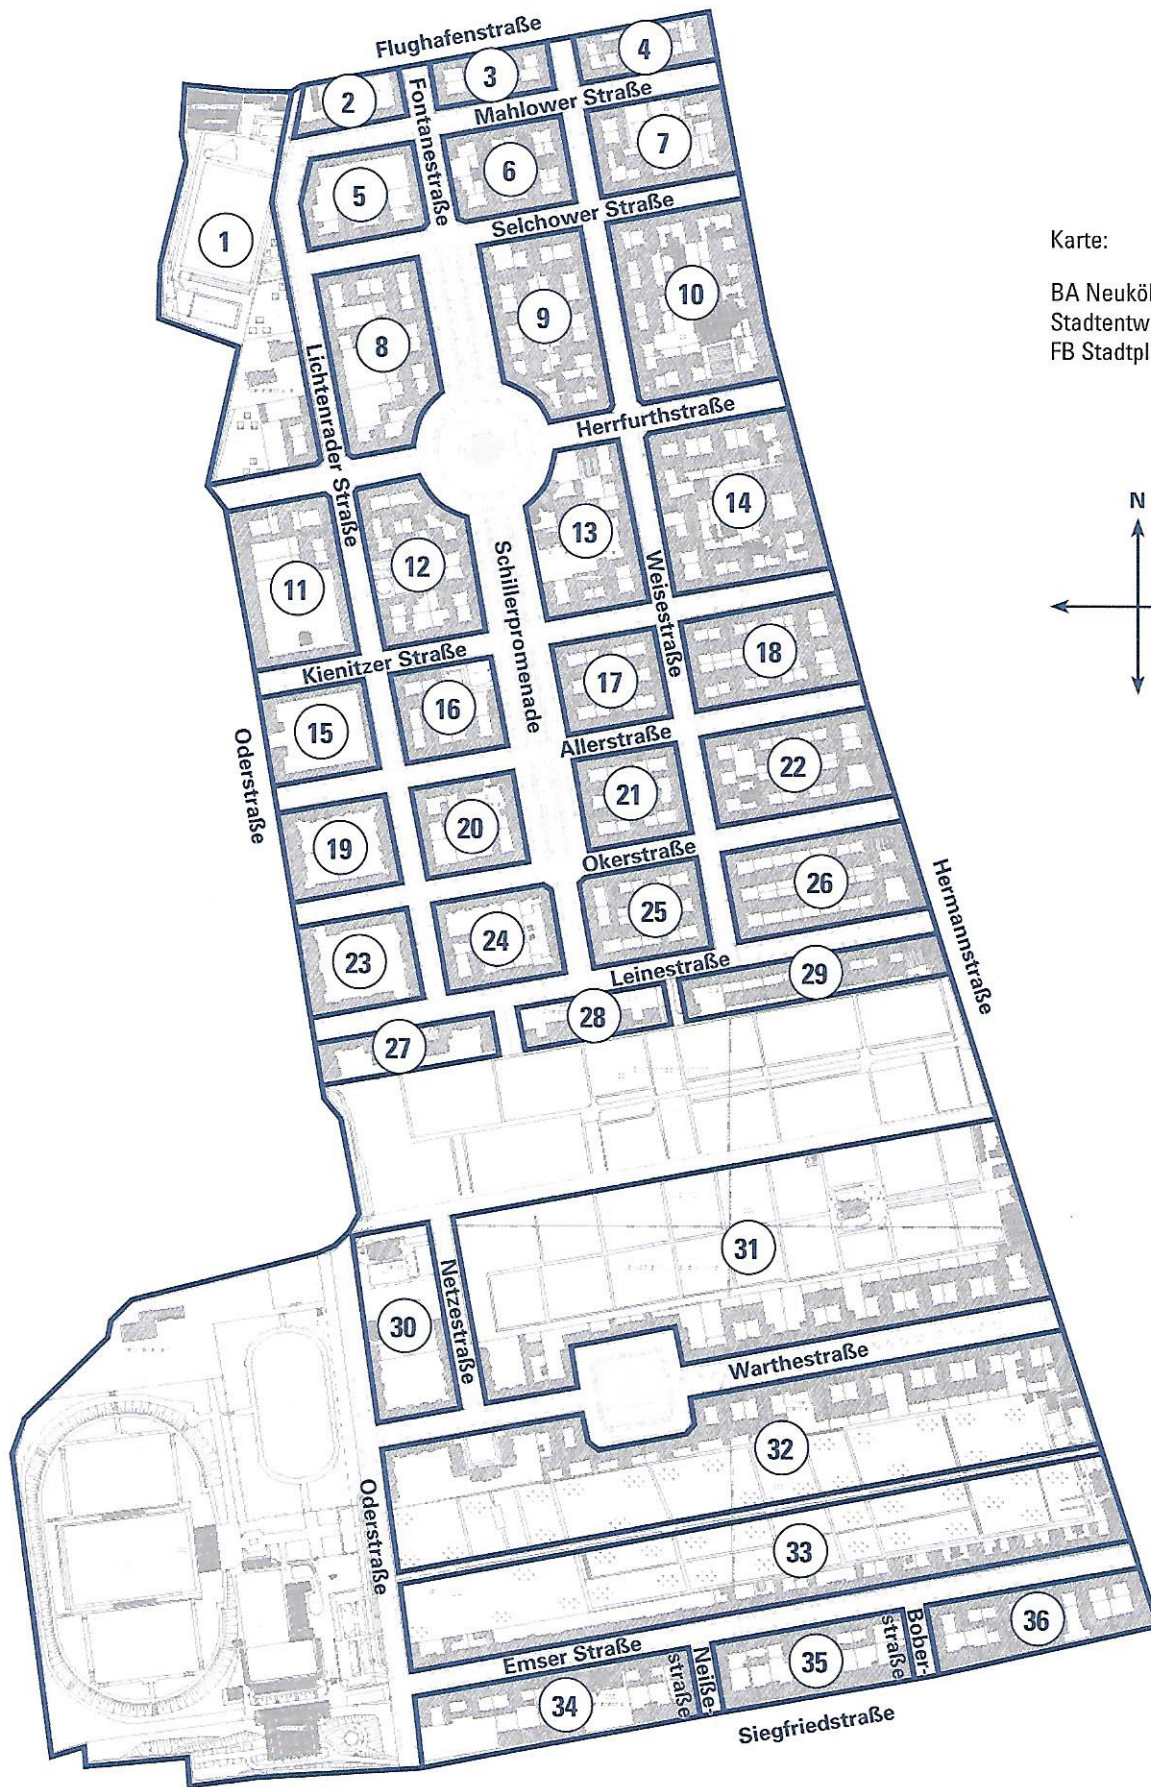 Flughafenstraße
4
3
2
Fontanestraße
Mahlower Straße
7
6
5
Selchower Straße
1
Karte:
BA Neuköl
Stadtentw
FB Stadtpl
10
9
8
Lichtenrader Straße
Herrfurthstraße
14
13
12
11
N
Schillerpromenade
Weisestraße
Kienitzer Straße
18
17
16
15
Oderstraße
Allerstraße
22
21
20
19
Okerstraße
26
25
24
23
Hermannstraße
Leinestraße
29
28
27
31
Netzestraße
30
Warthestraße
32
Oderstraße
33
36
Bober-
straße
35
Emser Straße
Neiße-
straße
34
Siegfriedstraße